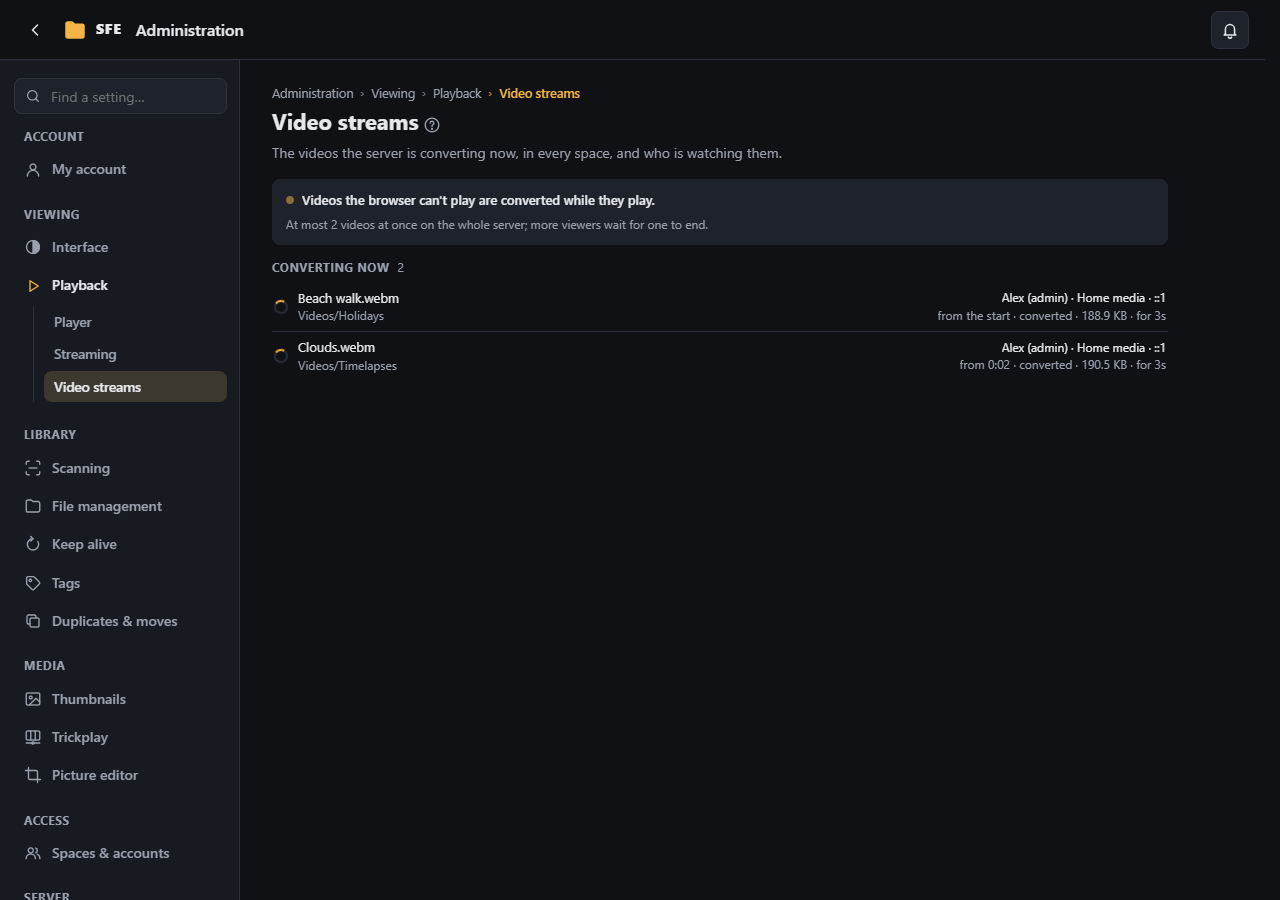 SFE Administration
Find a setting...
ACCOUNT
My account
VIEWING
Interface
Playback
Player
Streaming
Video streams
LIBRARY
Scanning
File management
Keep alive
Tags
Duplicates & moves
MEDIA
Thumbnails
Trickplay
Picture editor
ACCESS
Spaces & accounts
SERVER
Administration › Viewing › Playback › Video streams
Video streams ?
The videos the server is converting now, in every space, and who is watching them.
Videos the browser can't play are converted while they play.
At most 2 videos at once on the whole server; more viewers wait for one to end.
CONVERTING NOW 2
Beach walk.webm
Alex (admin) · Home media · ::1
Videos/Holidays
from the start · converted · 188.9 KB · for 3s
Clouds.webm
Alex (admin) · Home media · ::1
Videos/Timelapses
from 0:02 · converted · 190.5 KB · for 3s